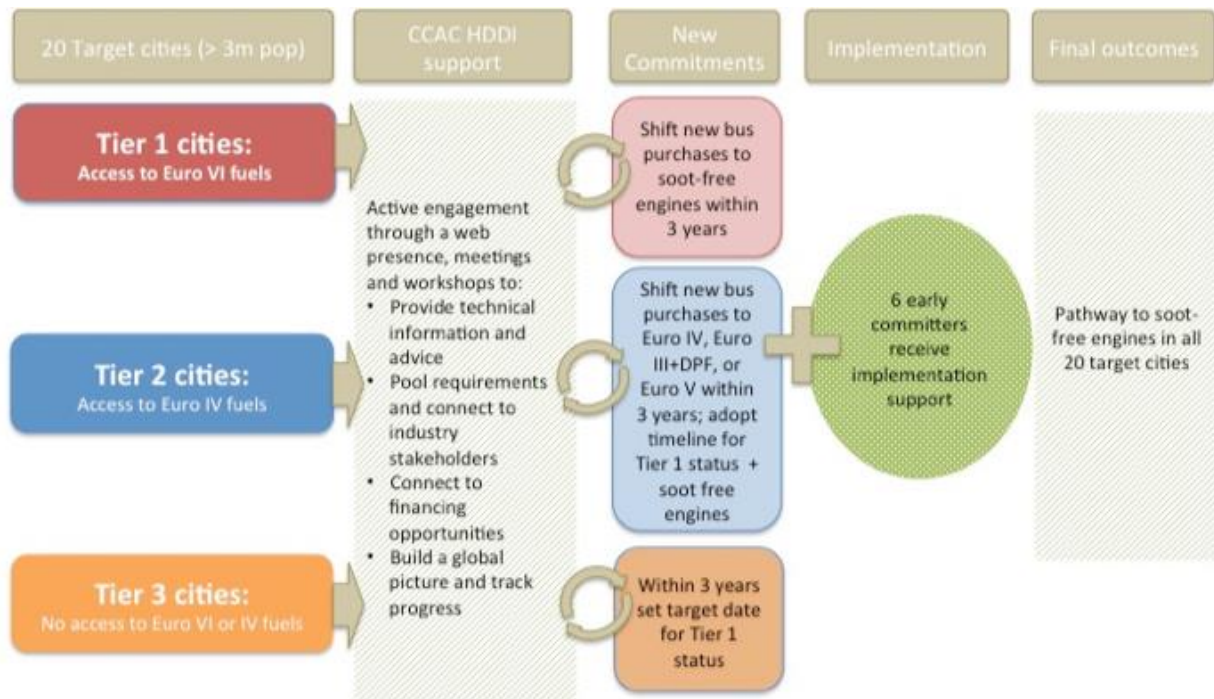 20 Target cities (> 3m pop)
CCAC HDDI
support
New
Commitments
Implementation
Final outcomes
Tier 1 cities:
Access to Euro VI fuels
Tier 2 cities:
Access to Euro IV fuels
Tier 3 cities:
No access to Euro VI or IV fuels
Active engagement
through a web
presence, meetings
and workshops to:
• Provide technical
information and
advice
• Pool requirements
and connect to
industry
stakeholders
• Connect to
financing
opportunities
• Build a global
picture and track
progress
Shift new bus
purchases to
soot-free
engines within
3 years
Shift new bus
purchases to
Euro IV, Euro
III+DPF, or
Euro V within
3 years; adopt
timeline for
Tier 1 status +
soot free
engines
Within 3 years
set target date
for Tier 1
status
6 early
committers
receive
implementation
support
Pathway to soot-
free engines in all
20 target cities